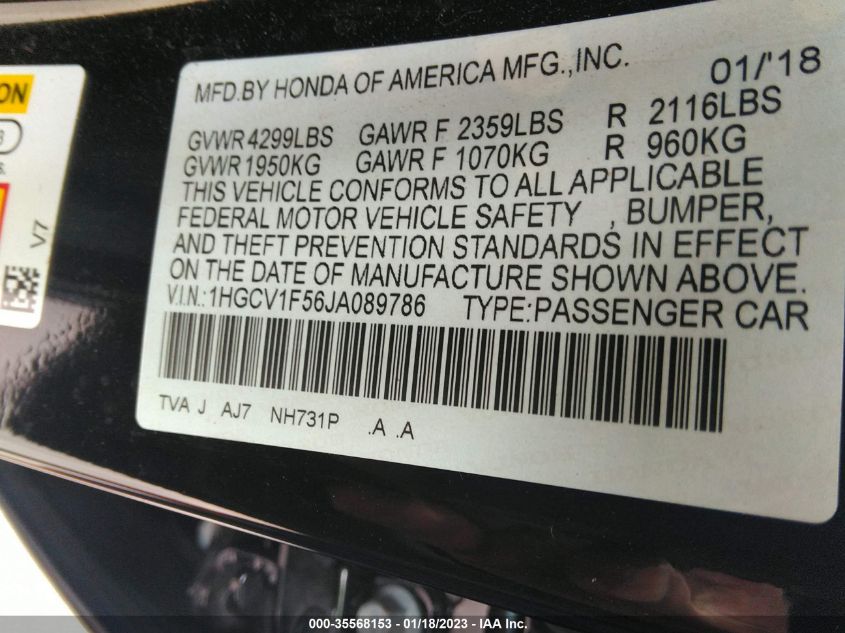 MFD.BY HONDA OF AMERICA MFG.,INC. 01/'18
GVWR 4299LBS GAWR F 2359LBS R 2116LBS
GVWR 1950KG GAWR F 1070KG R 960KG
THIS VEHICLE CONFORMS TO ALL APPLICABLE
FEDERAL MOTOR VEHICLE SAFETY , BUMPER,
AND THEFT PREVENTION STANDARDS IN EFFECT
ON THE DATE OF MANUFACTURE SHOWN ABOVE.
V.I.N.:1HGCV1F56JA089786 TYPE:PASSENGER CAR
TVA J AJ7 NH731P .A .A
V7
000-35568153 — 01/18/2023 — IAA Inc.